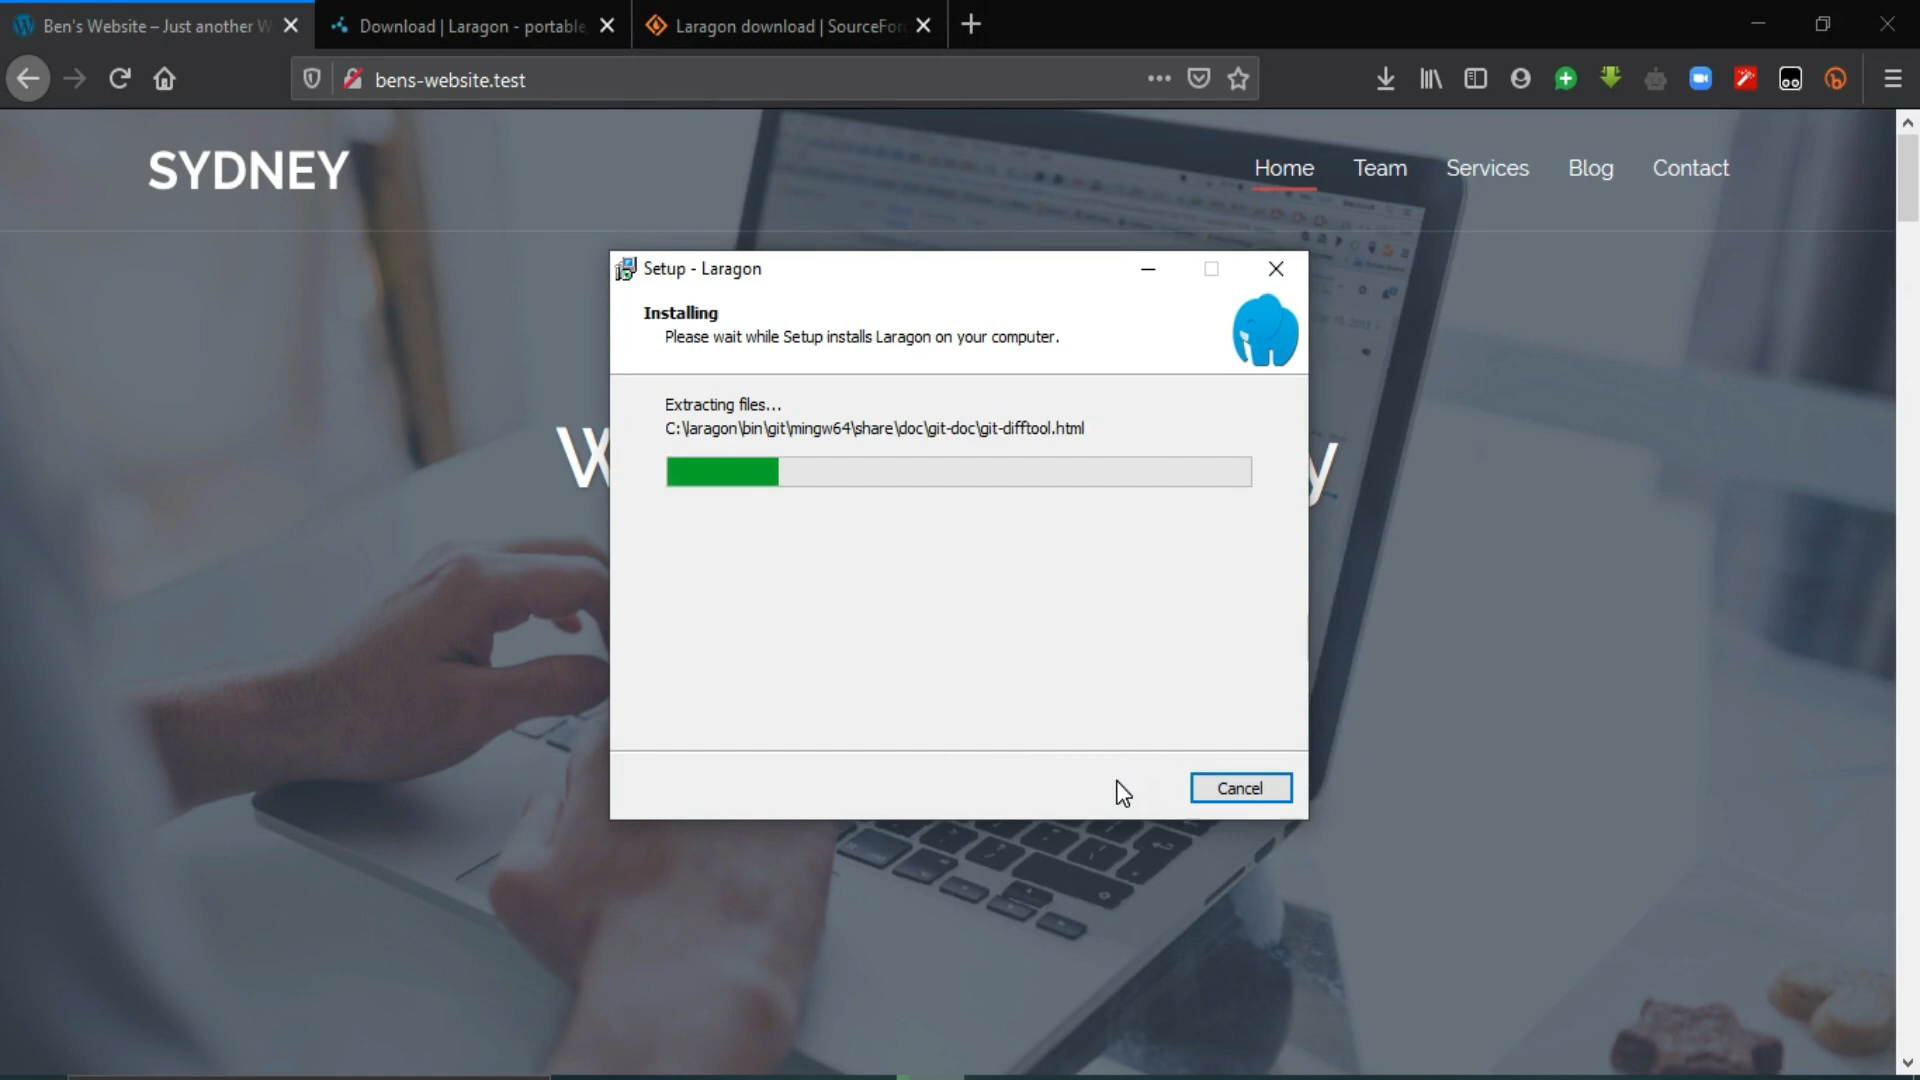 Ben's Website – Just another W
Download | Laragon - portable,
Laragon download | SourceFor
bens-website.test
SYDNEY
Home
Team
Services
Blog
Contact
Setup - Laragon
Installing
Please wait while Setup installs Laragon on your computer.
Extracting files...
C:\laragon\bin\git\mingw64\share\doc\git-doc\git-difftool.html
W
y
Cancel